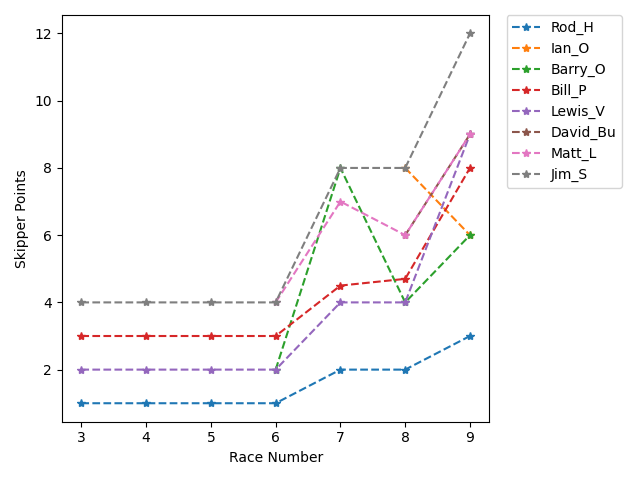 12
10
8
6
4
2
Skipper Points
3 4 5 6 7 8 9
Race Number
Rod_H
Ian_O
Barry_O
Bill_P
Lewis_V
David_Bu
Matt_L
Jim_S